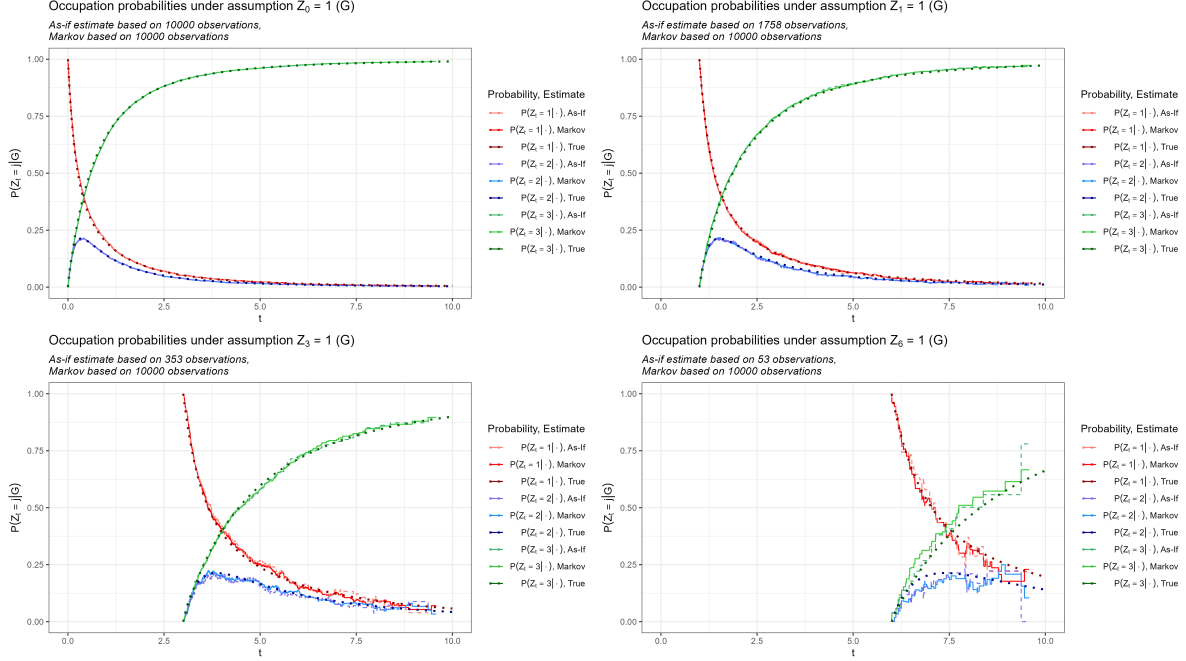 Occupation probabilities under assumption Z₀ = 1 (G)
As-if estimate based on 10000 observations,
Markov based on 10000 observations
1.00
0.75
0.50
0.25
0.00
P(Zₜ = j|G)
0.0 2.5 5.0 7.5 10.0
t
Probability, Estimate
P(Zₜ = 1| · ), As-If
P(Zₜ = 1| · ), Markov
P(Zₜ = 1| · ), True
P(Zₜ = 2| · ), As-If
P(Zₜ = 2| · ), Markov
P(Zₜ = 2| · ), True
P(Zₜ = 3| · ), As-If
P(Zₜ = 3| · ), Markov
P(Zₜ = 3| · ), True
Occupation probabilities under assumption Z₁ = 1 (G)
As-if estimate based on 1758 observations,
Markov based on 10000 observations
1.00
0.75
0.50
0.25
0.00
P(Zₜ = j|G)
0.0 2.5 5.0 7.5 10.0
t
Probability, Estimate
P(Zₜ = 1| · ), As-If
P(Zₜ = 1| · ), Markov
P(Zₜ = 1| · ), True
P(Zₜ = 2| · ), As-If
P(Zₜ = 2| · ), Markov
P(Zₜ = 2| · ), True
P(Zₜ = 3| · ), As-If
P(Zₜ = 3| · ), Markov
P(Zₜ = 3| · ), True
Occupation probabilities under assumption Z₃ = 1 (G)
As-if estimate based on 353 observations,
Markov based on 10000 observations
1.00
0.75
0.50
0.25
0.00
P(Zₜ = j|G)
0.0 2.5 5.0 7.5 10.0
t
Probability, Estimate
P(Zₜ = 1| · ), As-If
P(Zₜ = 1| · ), Markov
P(Zₜ = 1| · ), True
P(Zₜ = 2| · ), As-If
P(Zₜ = 2| · ), Markov
P(Zₜ = 2| · ), True
P(Zₜ = 3| · ), As-If
P(Zₜ = 3| · ), Markov
P(Zₜ = 3| · ), True
Occupation probabilities under assumption Z₆ = 1 (G)
As-if estimate based on 53 observations,
Markov based on 10000 observations
1.00
0.75
0.50
0.25
0.00
P(Zₜ = j|G)
0.0 2.5 5.0 7.5 10.0
t
Probability, Estimate
P(Zₜ = 1| · ), As-If
P(Zₜ = 1| · ), Markov
P(Zₜ = 1| · ), True
P(Zₜ = 2| · ), As-If
P(Zₜ = 2| · ), Markov
P(Zₜ = 2| · ), True
P(Zₜ = 3| · ), As-If
P(Zₜ = 3| · ), Markov
P(Zₜ = 3| · ), True